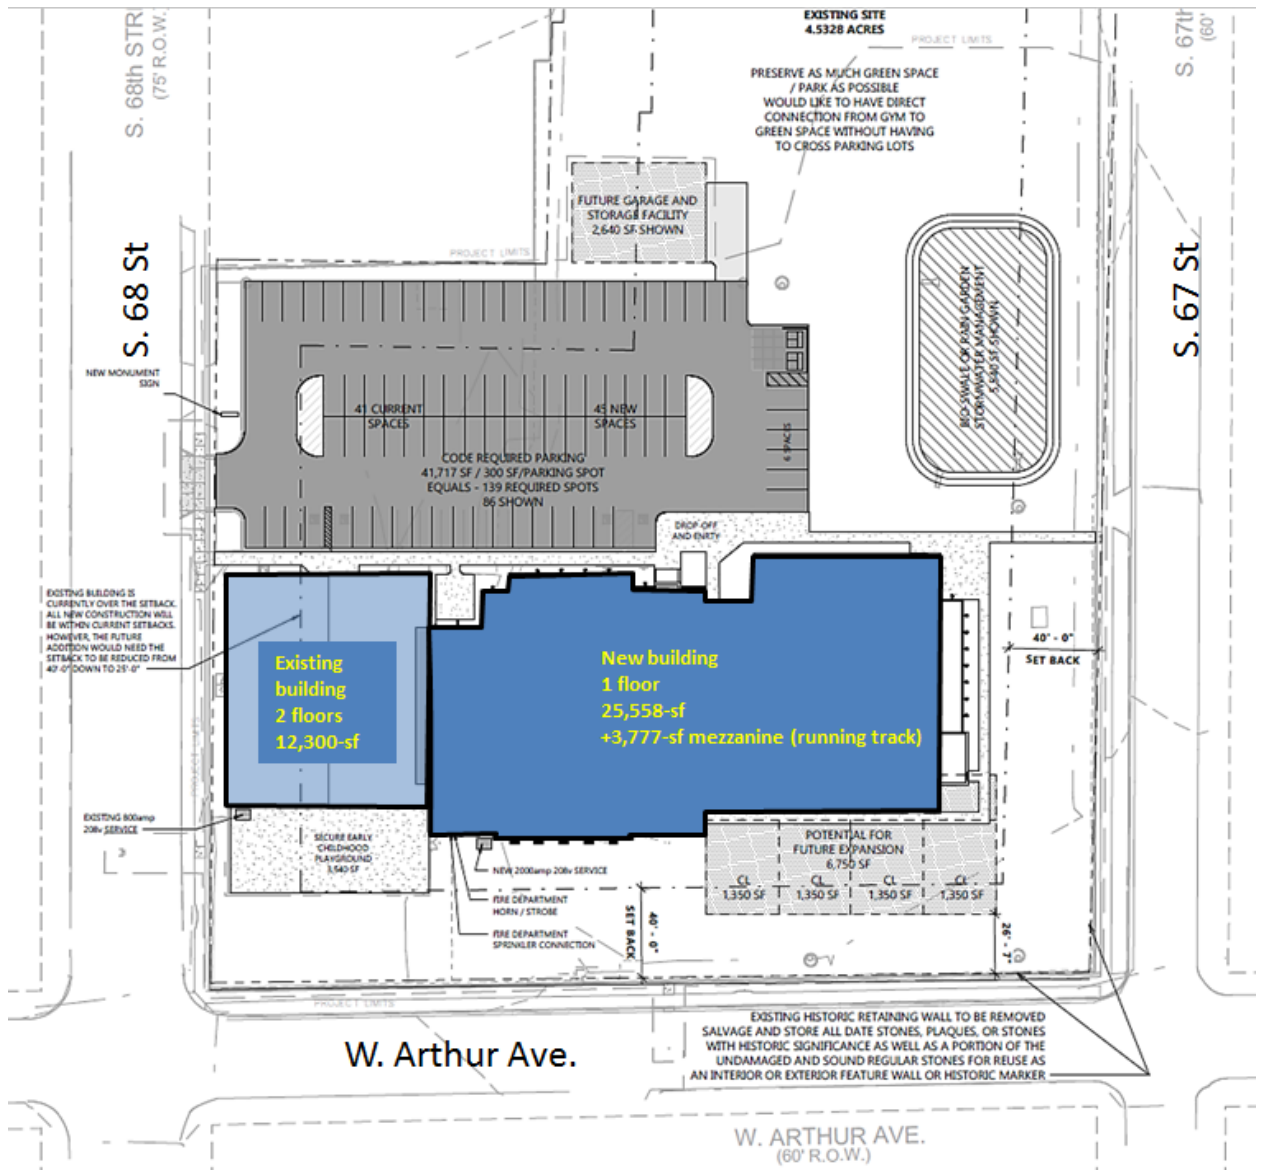 S. 68th STR
(75' R.O.W.)
EXISTING SITE
4.5328 ACRES
PROJECT LIMITS
S. 67th
(60'
PRESERVE AS MUCH GREEN SPACE
/ PARK AS POSSIBLE
WOULD LIKE TO HAVE DIRECT
CONNECTION FROM GYM TO
GREEN SPACE WITHOUT HAVING
TO CROSS PARKING LOTS
FUTURE GARAGE AND
STORAGE FACILITY
2,640 SF SHOWN
PROJECT LIMITS
S. 68 St
S. 67 St
BIO-SWALE OR RAIN GARDEN
STORMWATER MANAGEMENT
SF SHOWN
NEW MONUMENT
SIGN
41 CURRENT
SPACES
45 NEW
SPACES
6 SPACES
CODE REQUIRED PARKING
41,717 SF / 300 SF/PARKING SPOT
EQUALS - 139 REQUIRED SPOTS
86 SHOWN
DROP-OFF
AND ENRTY
EXISTING BUILDING IS
CURRENTLY OVER THE SETBACK.
ALL NEW CONSTRUCTION WILL
BE WITHIN CURRENT SETBACKS.
HOWEVER, THE FUTURE
ADDITION WOULD NEED THE
SETBACK TO BE REDUCED FROM
40'-0" DOWN TO 25'-0"
Existing
building
2 floors
12,300-sf
New building
1 floor
25,558-sf
+3,777-sf mezzanine (running track)
40' - 0"
SET BACK
PROJECT LIMITS
EXISTING 800amp
208v SERVICE
SECURE EARLY
CHILDHOOD
PLAYGROUND
SF
NEW 2000amp 208v SERVICE
FIRE DEPARTMENT
HORN / STROBE
FIRE DEPARTMENT
SPRINKLER CONNECTION
40' - 0"
SET BACK
POTENTIAL FOR
FUTURE EXPANSION
6,750 SF
CL
1,350 SF
CL
1,350 SF
CL
1,350 SF
CL
1,350 SF
26' - 7"
PROJECT LIMITS
W. Arthur Ave.
EXISTING HISTORIC RETAINING WALL TO BE REMOVED
SALVAGE AND STORE ALL DATE STONES, PLAQUES, OR STONES
WITH HISTORIC SIGNIFICANCE AS WELL AS A PORTION OF THE
UNDAMAGED AND SOUND REGULAR STONES FOR REUSE AS
AN INTERIOR OR EXTERIOR FEATURE WALL OR HISTORIC MARKER
W. ARTHUR AVE.
(60' R.O.W.)